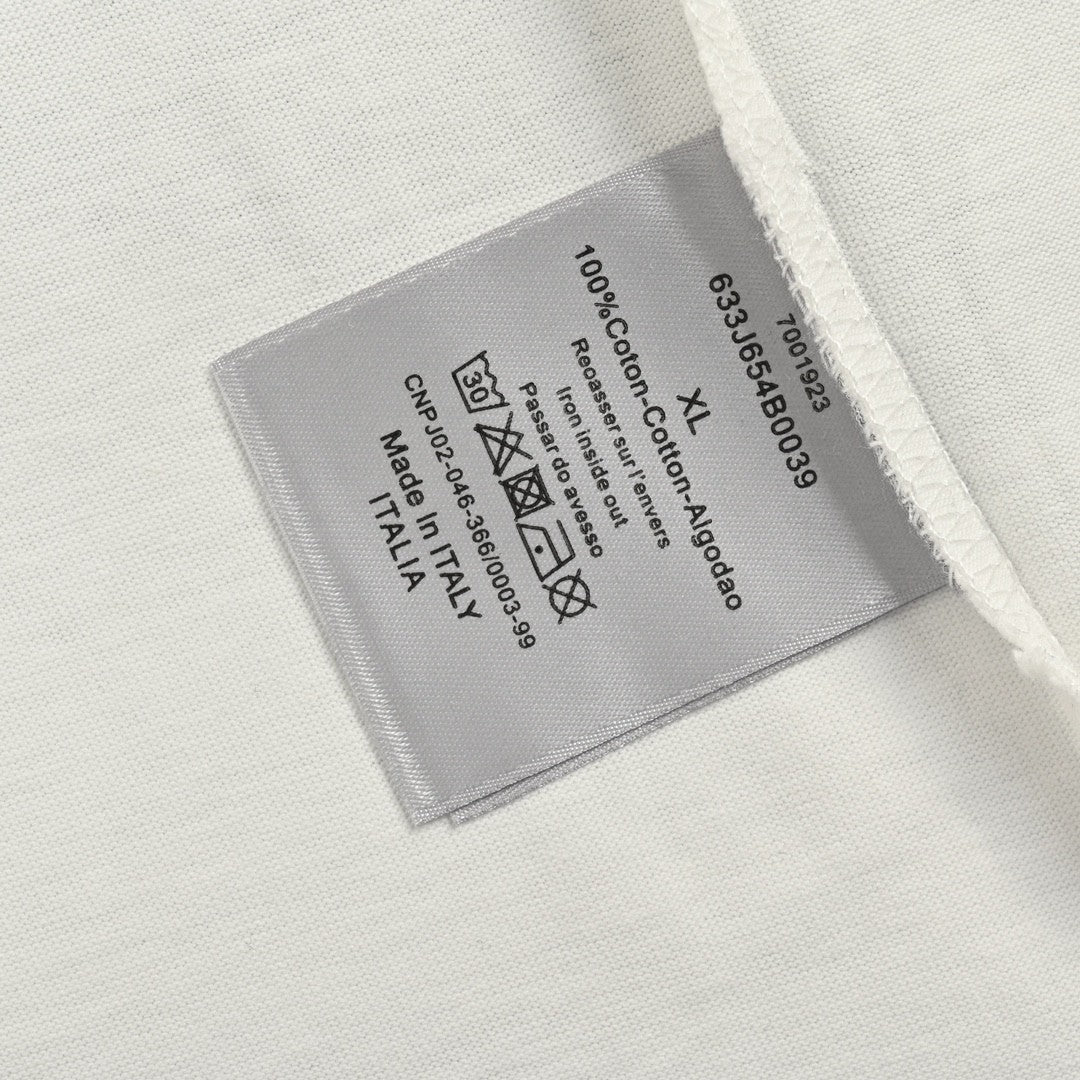 7001923
633J654B0039
XL
100%Coton-Cotton-Algodao
Reoasser sur l'envers
Iron inside out
Passar do avesso
30
CNPJ02-046-366/0003-99
Made In ITALY
ITALIA